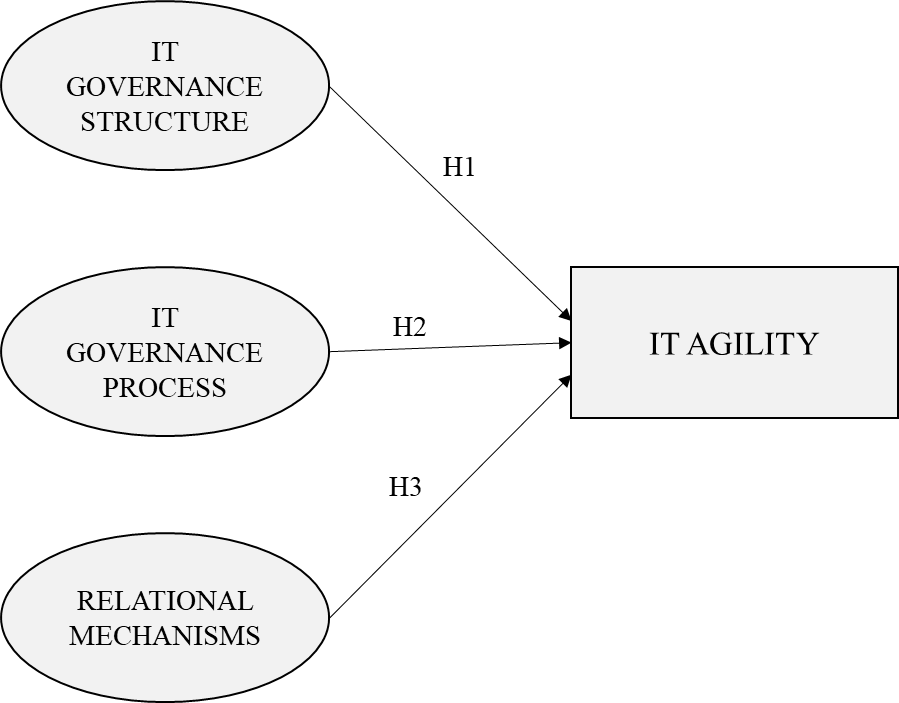 IT
GOVERNANCE
STRUCTURE
H1
IT
GOVERNANCE
PROCESS
H2
IT AGILITY
H3
RELATIONAL
MECHANISMS